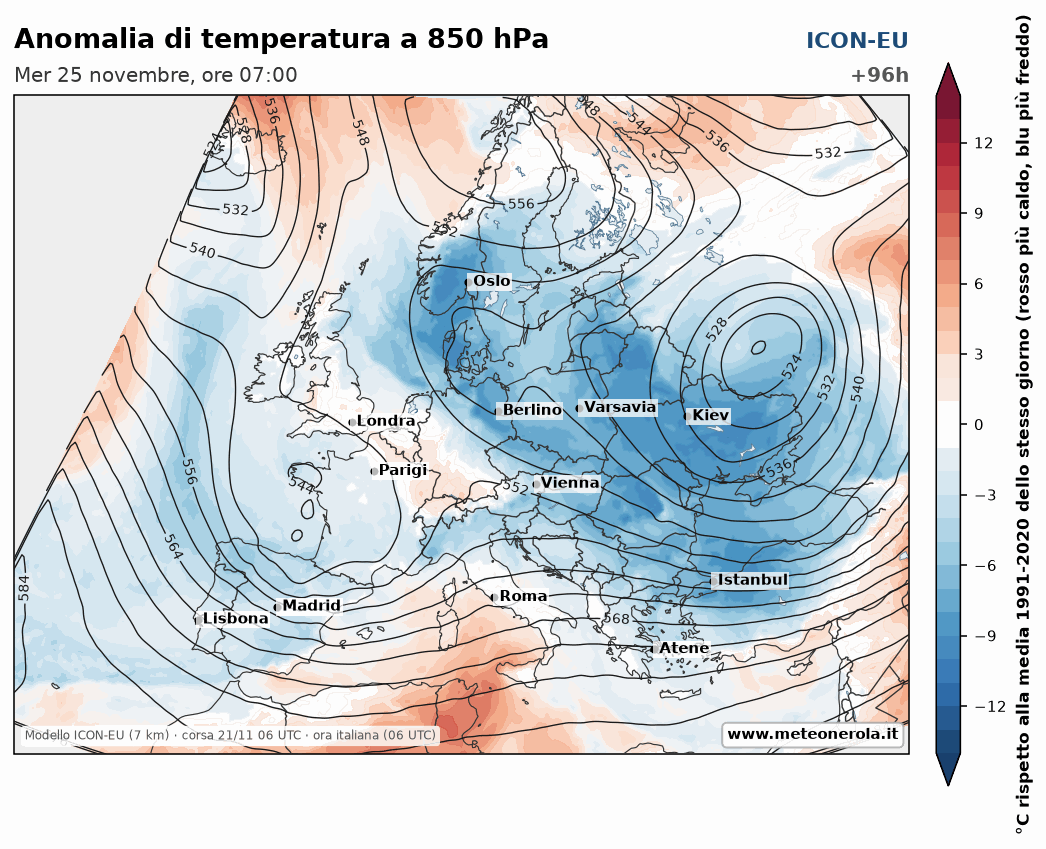 Anomalia di temperatura a 850 hPa
ICON-EU
Mer 25 novembre, ore 07:00
+96h
536
528
548
548
544
536
532
532
556
552
540
528
524
532
540
556
544
552
536
564
584
568
Oslo
Berlino
Varsavia
Kiev
Londra
Parigi
Vienna
Istanbul
Madrid
Roma
Lisbona
Atene
Modello ICON-EU (7 km) · corsa 21/11 06 UTC · ora italiana (06 UTC)
www.meteonerola.it
12
9
6
3
0
−3
−6
−9
−12
°C rispetto alla media 1991-2020 dello stesso giorno (rosso più caldo, blu più freddo)